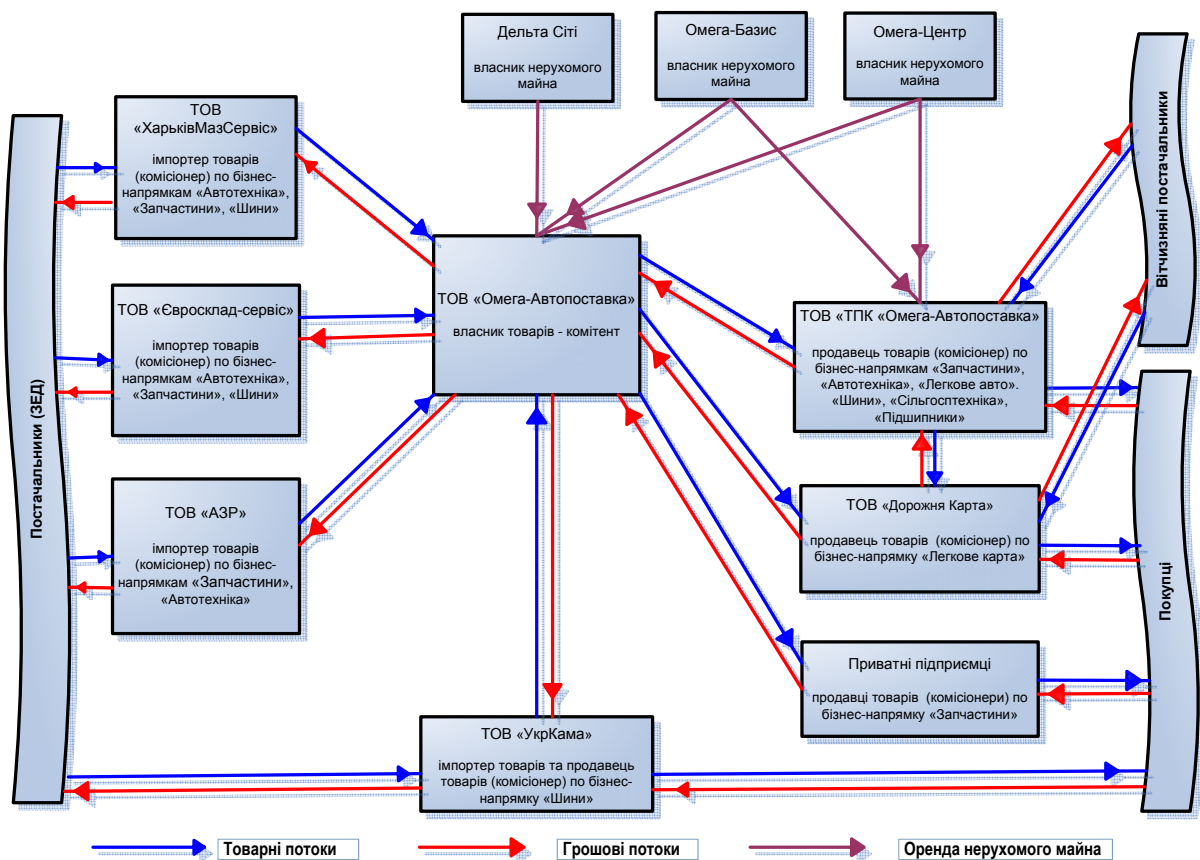 Дельта Сіті
власник нерухомого
майна
Омега-Базис
власник нерухомого
майна
Омега-Центр
власник нерухомого
майна
ТОВ
«ХарьківМазСервіс»
імпортер товарів
(комісіонер) по бізнес-
напрямкам «Автотехніка»,
«Запчастини», «Шини»
ТОВ «Євросклад-сервіс»
імпортер товарів
(комісіонер) по бізнес-
напрямкам «Автотехніка»,
«Запчастини», «Шини»
ТОВ «АЗР»
імпортер товарів
(комісіонер) по бізнес-
напрямкам «Запчастини»,
«Автотехніка»
Постачальники (ЗЕД)
ТОВ «Омега-Автопоставка»
власник товарів - комітент
ТОВ «ТПК «Омега-Автопоставка»
продавець товарів (комісіонер) по
бізнес-напрямкам «Запчастини»,
«Автотехніка», «Легкове авто».
«Шини», «Сільгосптехніка»,
«Підшипники»
ТОВ «Дорожня Карта»
продавець товарів (комісіонер) по
бізнес-напрямку «Легкове карта»
Приватні підприємці
продавці товарів (комісіонери) по
бізнес-напрямку «Запчастини»
ТОВ «УкрКама»
імпортер товарів та продавець
товарів (комісіонер) по бізнес-
напрямку «Шини»
Вітчизняні постачальники
Покупці
Товарні потоки
Грошові потоки
Оренда нерухомого майна